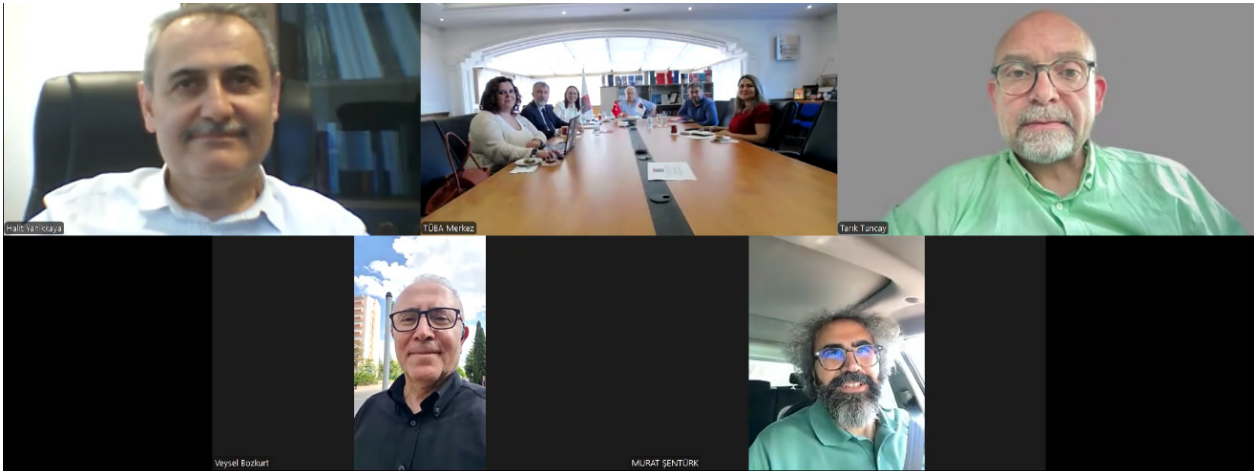 Halit Yanıkkaya
TÜBA Merkez
Tarık Tuncay
Veysel Bozkurt
MURAT ŞENTÜRK